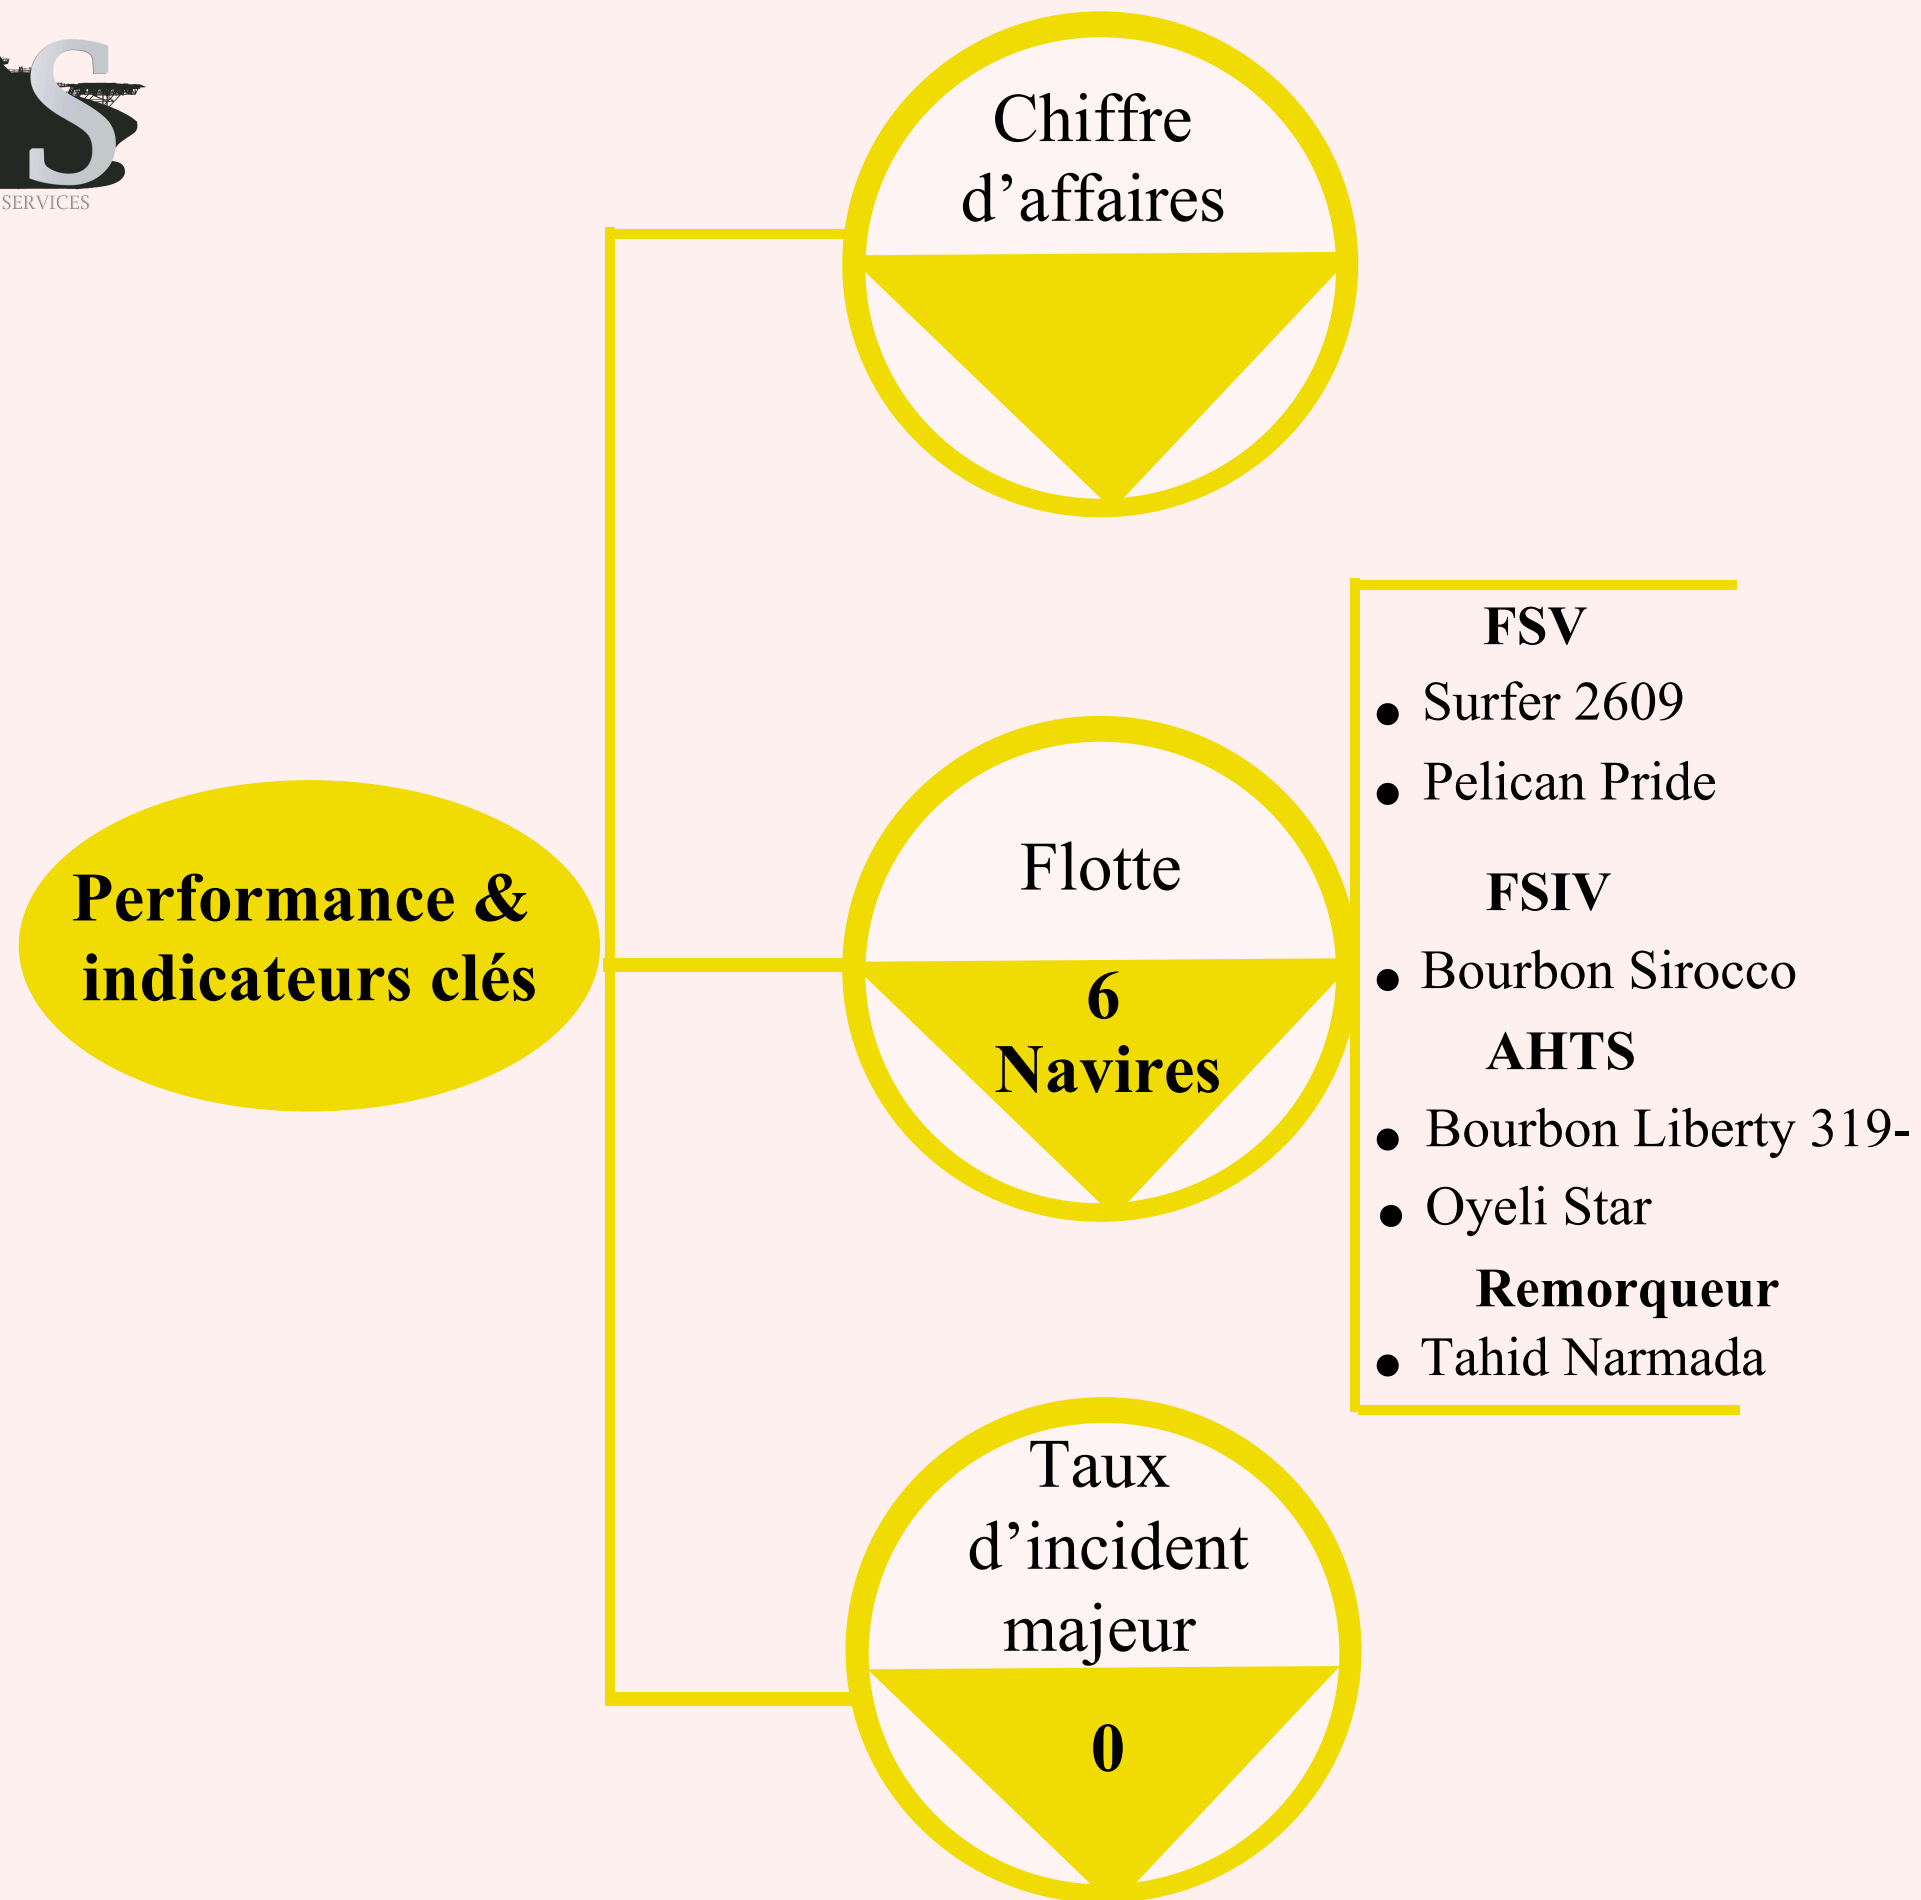 S
SERVICES
Chiffre
d’affaires
Performance &
indicateurs clés
Flotte
6
Navires
FSV
Surfer 2609
Pelican Pride
FSIV
Bourbon Sirocco
AHTS
Bourbon Liberty 319-
Oyeli Star
Remorqueur
Tahid Narmada
Taux
d’incident
majeur
0